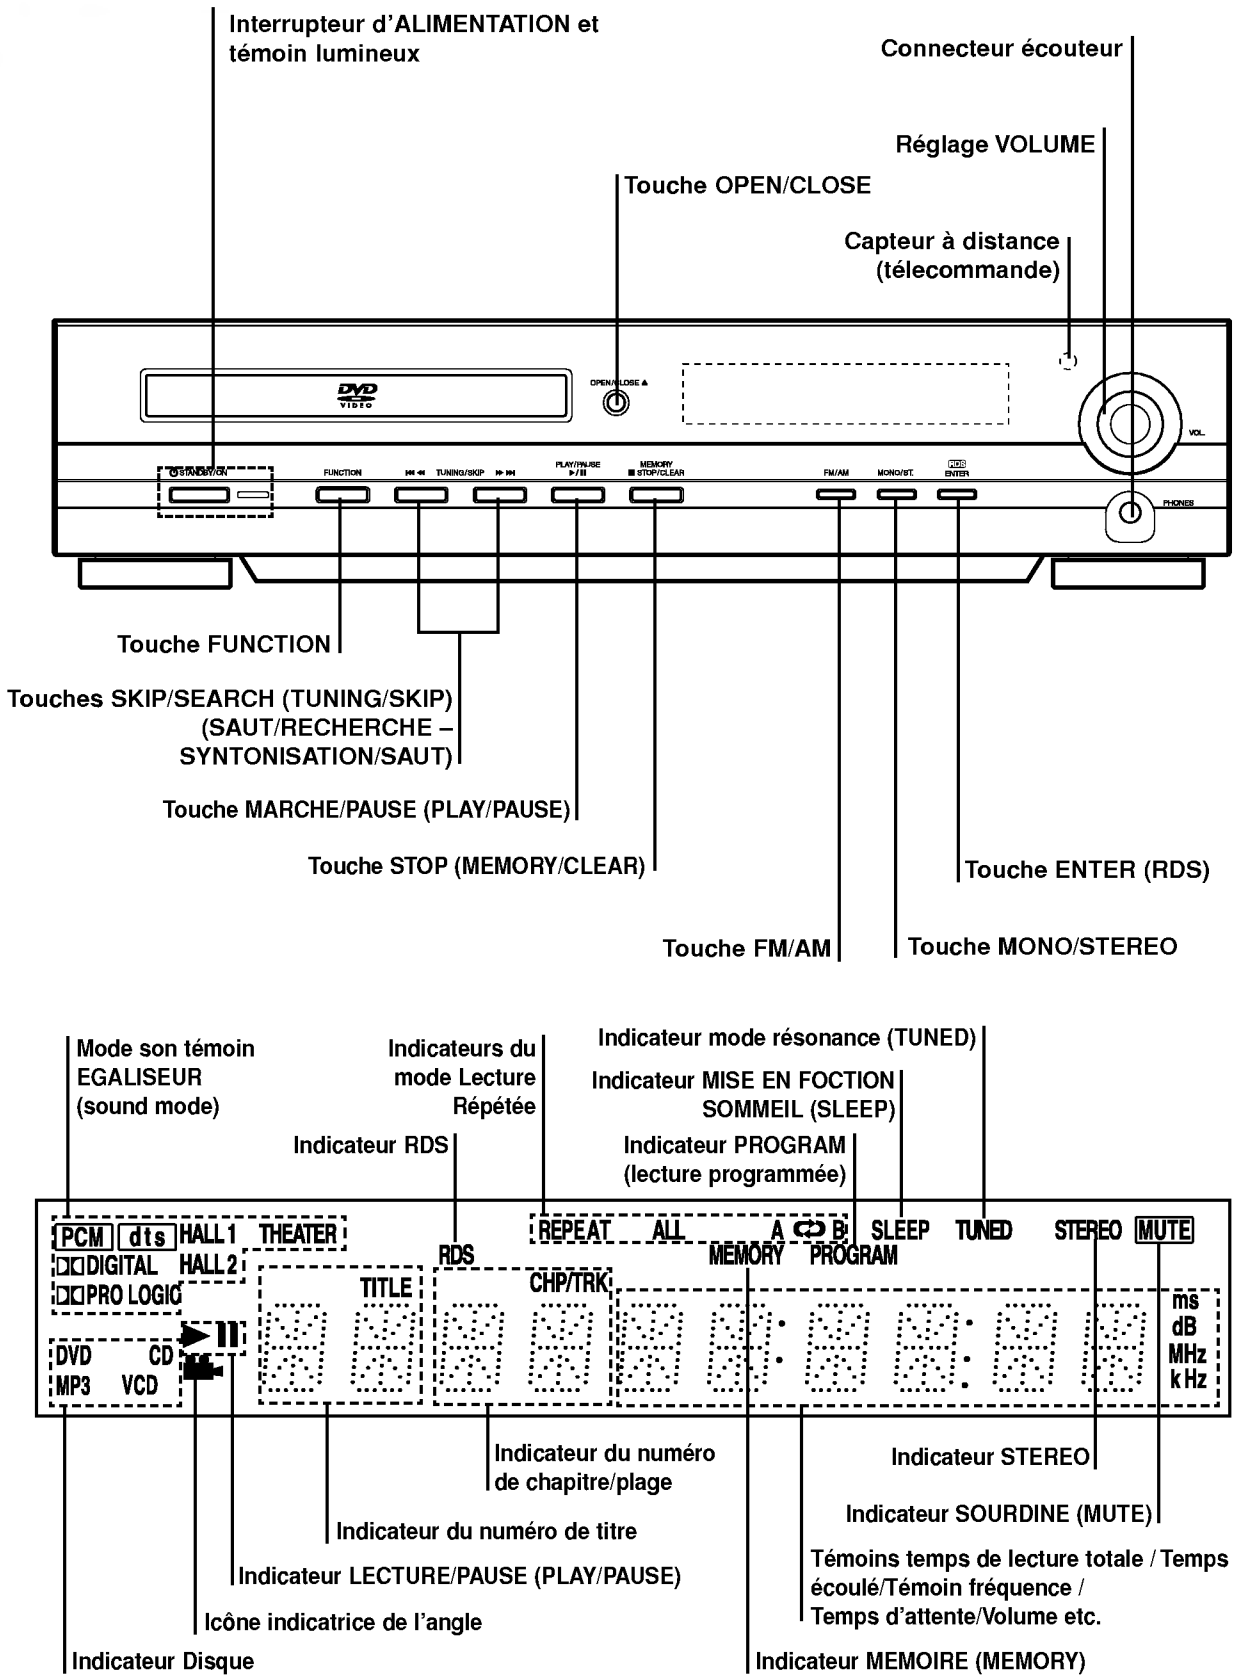 Interrupteur d'ALIMENTATION et
témoin lumineux
Connecteur écouteur
Réglage VOLUME
Touche OPEN/CLOSE
Capteur à distance
(télecommande)
DVD
VIDEO
OPEN/CLOSE ▲
VOL.
STANDBY/ON
FUNCTION
TUNING/SKIP
PLAY/PAUSE
MEMORY
STOP/CLEAR
FM/AM
MONO/ST.
RDS
ENTER
PHONES
Touche FUNCTION
Touches SKIP/SEARCH (TUNING/SKIP)
(SAUT/RECHERCHE –
SYNTONISATION/SAUT)
Touche MARCHE/PAUSE (PLAY/PAUSE)
Touche STOP (MEMORY/CLEAR)
Touche ENTER (RDS)
Touche FM/AM
Touche MONO/STEREO
Mode son témoin
EGALISEUR
(sound mode)
Indicateurs du
mode Lecture
Répétée
Indicateur RDS
Indicateur mode résonance (TUNED)
Indicateur MISE EN FOCTION
SOMMEIL (SLEEP)
Indicateur PROGRAM
(lecture programmée)
PCM dts HALL 1 THEATER
REPEAT ALL A B SLEEP TUNED STEREO MUTE
DIGITAL HALL 2
RDS
MEMORY PROGRAM
PRO LOGIC
TITLE
CHP/TRK
ms
dB
MHz
kHz
DVD CD
MP3 VCD
Indicateur du numéro
de chapitre/plage
Indicateur STEREO
Indicateur SOURDINE (MUTE)
Indicateur du numéro de titre
Témoins temps de lecture totale / Temps
écoulé/Témoin fréquence /
Temps d'attente/Volume etc.
Indicateur LECTURE/PAUSE (PLAY/PAUSE)
Icône indicatrice de l'angle
Indicateur Disque
Indicateur MEMOIRE (MEMORY)